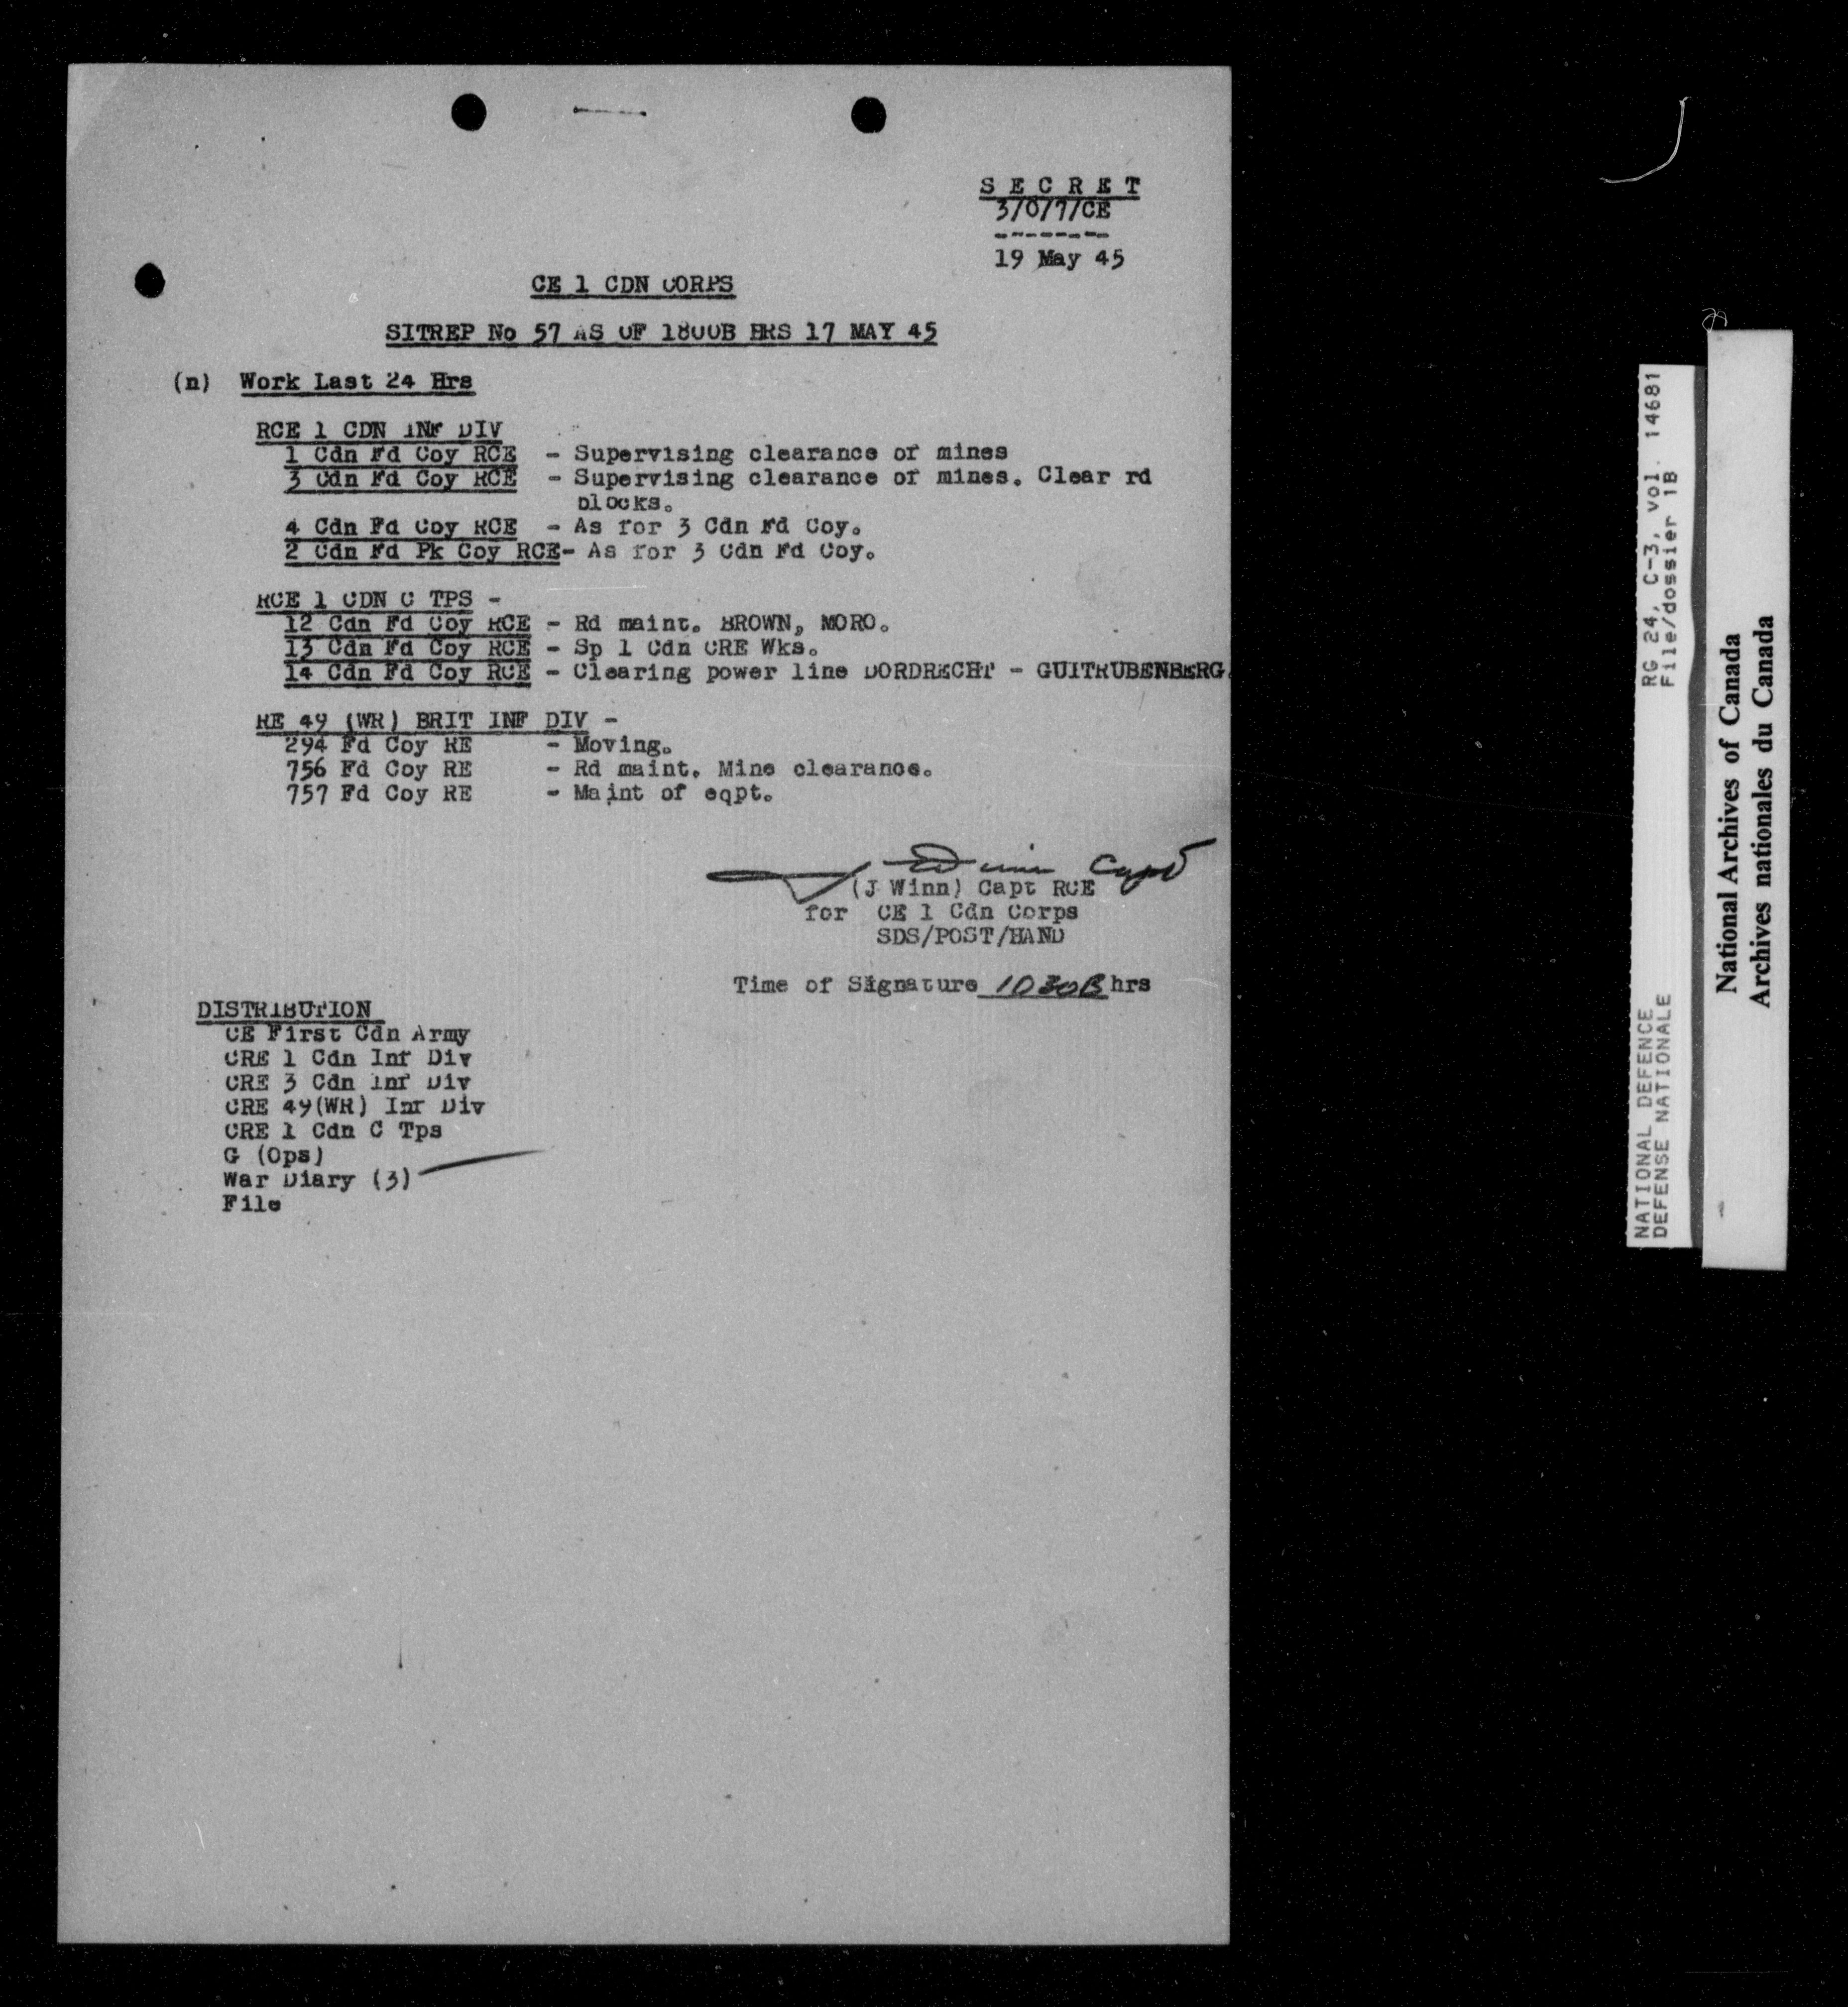 S E C R E T
3/0/7/CE
--------
19 May 45
CE 1 CDN CORPS
SITREP No 57 AS OF 1800B HRS 17 MAY 45
(n) Work Last 24 Hrs
RCE 1 CDN INF DIV
1 Cdn Fd Coy RCE - Supervising clearance of mines
3 Cdn Fd Coy RCE - Supervising clearance of mines. Clear rd
blocks.
4 Cdn Fd Coy RCE - As for 3 Cdn Fd Coy.
2 Cdn Fd Pk Coy RCE- As for 3 Cdn Fd Coy.
RCE 1 CDN C TPS -
12 Cdn Fd Coy RCE - Rd maint. BROWN, MORO.
13 Cdn Fd Coy RCE - Sp 1 Cdn CRE Wks.
14 Cdn Fd Coy RCE - Clearing power line DORDRECHT - GUITRUBENBERG.
RE 49 (WR) BRIT INF DIV -
294 Fd Coy RE - Moving.
756 Fd Coy RE - Rd maint. Mine clearance.
757 Fd Coy RE - Maint of eqpt.
J Winn Capt
(J Winn) Capt RCE
for CE 1 Cdn Corps
SDS/POST/HAND
Time of Signature 1030B hrs
DISTRIBUTION
CE First Cdn Army
CRE 1 Cdn Inf Div
CRE 3 Cdn Inf Div
CRE 49(WR) Inf Div
CRE 1 Cdn C Tps
G (Ops)
War Diary (3)
File
NATIONAL DEFENCE RG 24, C-3, vol. 14681
DEFENSE NATIONALE File/dossier 1B
National Archives of Canada
Archives nationales du Canada